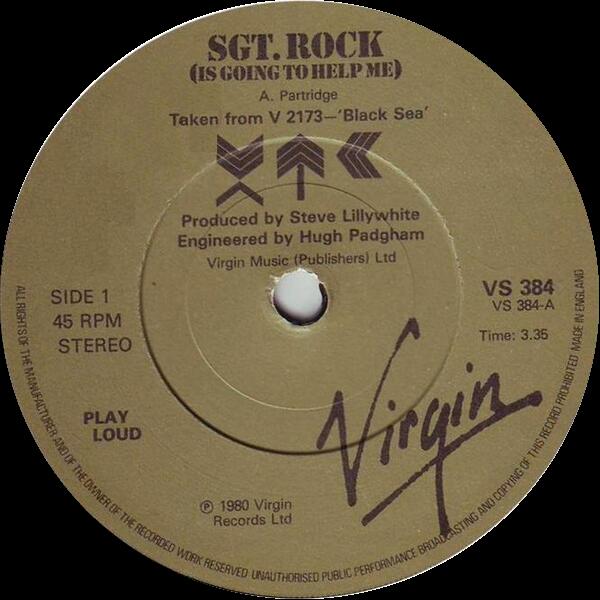 SGT. ROCK
(IS GOING TO HELP ME)
A. Partridge
Taken from V 2173–'Black Sea'
XTC
Produced by Steve Lillywhite
Engineered by Hugh Padgham
Virgin Music (Publishers) Ltd
SIDE 1
45 RPM
STEREO
VS 384
VS 384-A
Time: 3.35
PLAY
LOUD
Virgin
℗ 1980 Virgin
Records Ltd
ALL RIGHTS OF THE MANUFACTURER AND OF THE OWNER OF THE RECORDED WORK RESERVED UNAUTHORISED PUBLIC PERFORMANCE BROADCASTING AND COPYING OF THIS RECORD PROHIBITED MADE IN ENGLAND